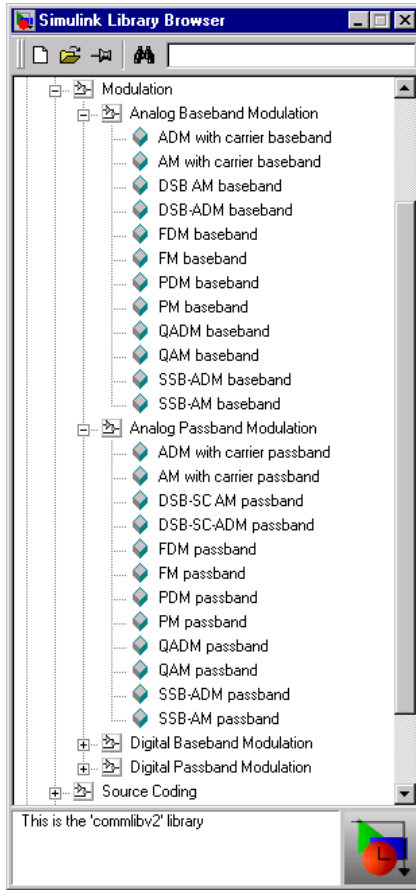 Simulink Library Browser
Modulation
Analog Baseband Modulation
ADM with carrier baseband
AM with carrier baseband
DSB AM baseband
DSB-ADM baseband
FDM baseband
FM baseband
PDM baseband
PM baseband
QADM baseband
QAM baseband
SSB-ADM baseband
SSB-AM baseband
Analog Passband Modulation
ADM with carrier passband
AM with carrier passband
DSB-SC AM passband
DSB-SC-ADM passband
FDM passband
FM passband
PDM passband
PM passband
QADM passband
QAM passband
SSB-ADM passband
SSB-AM passband
Digital Baseband Modulation
Digital Passband Modulation
Source Coding
This is the 'commlibv2' library